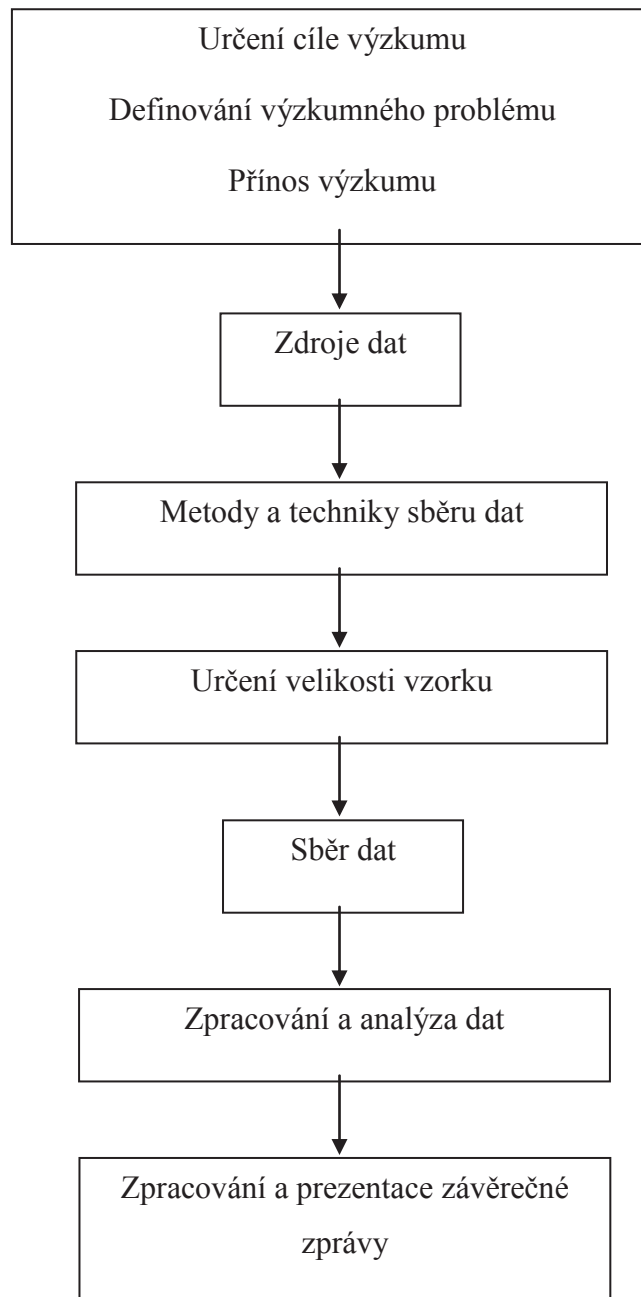 Určení cíle výzkumu
Definování výzkumného problému
Přínos výzkumu
Zdroje dat
Metody a techniky sběru dat
Určení velikosti vzorku
Sběr dat
Zpracování a analýza dat
Zpracování a prezentace závěrečné
zprávy